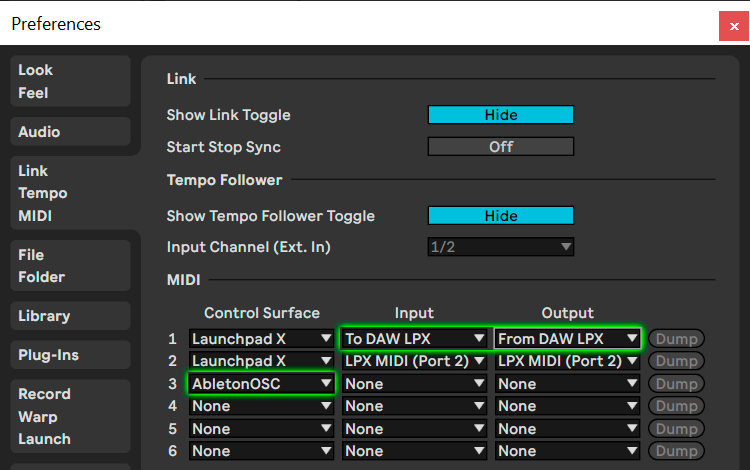 Preferences
Look
Feel
Audio
Link
Tempo
MIDI
File
Folder
Library
Plug-Ins
Record
Warp
Launch
Link
Show Link Toggle Hide
Start Stop Sync Off
Tempo Follower
Show Tempo Follower Toggle Hide
Input Channel (Ext. In) 1/2
MIDI
Control Surface Input Output
1 Launchpad X To DAW LPX From DAW LPX Dump
2 Launchpad X LPX MIDI (Port 2) LPX MIDI (Port 2) Dump
3 AbletonOSC None None Dump
4 None None None Dump
5 None None None Dump
6 None None None Dump